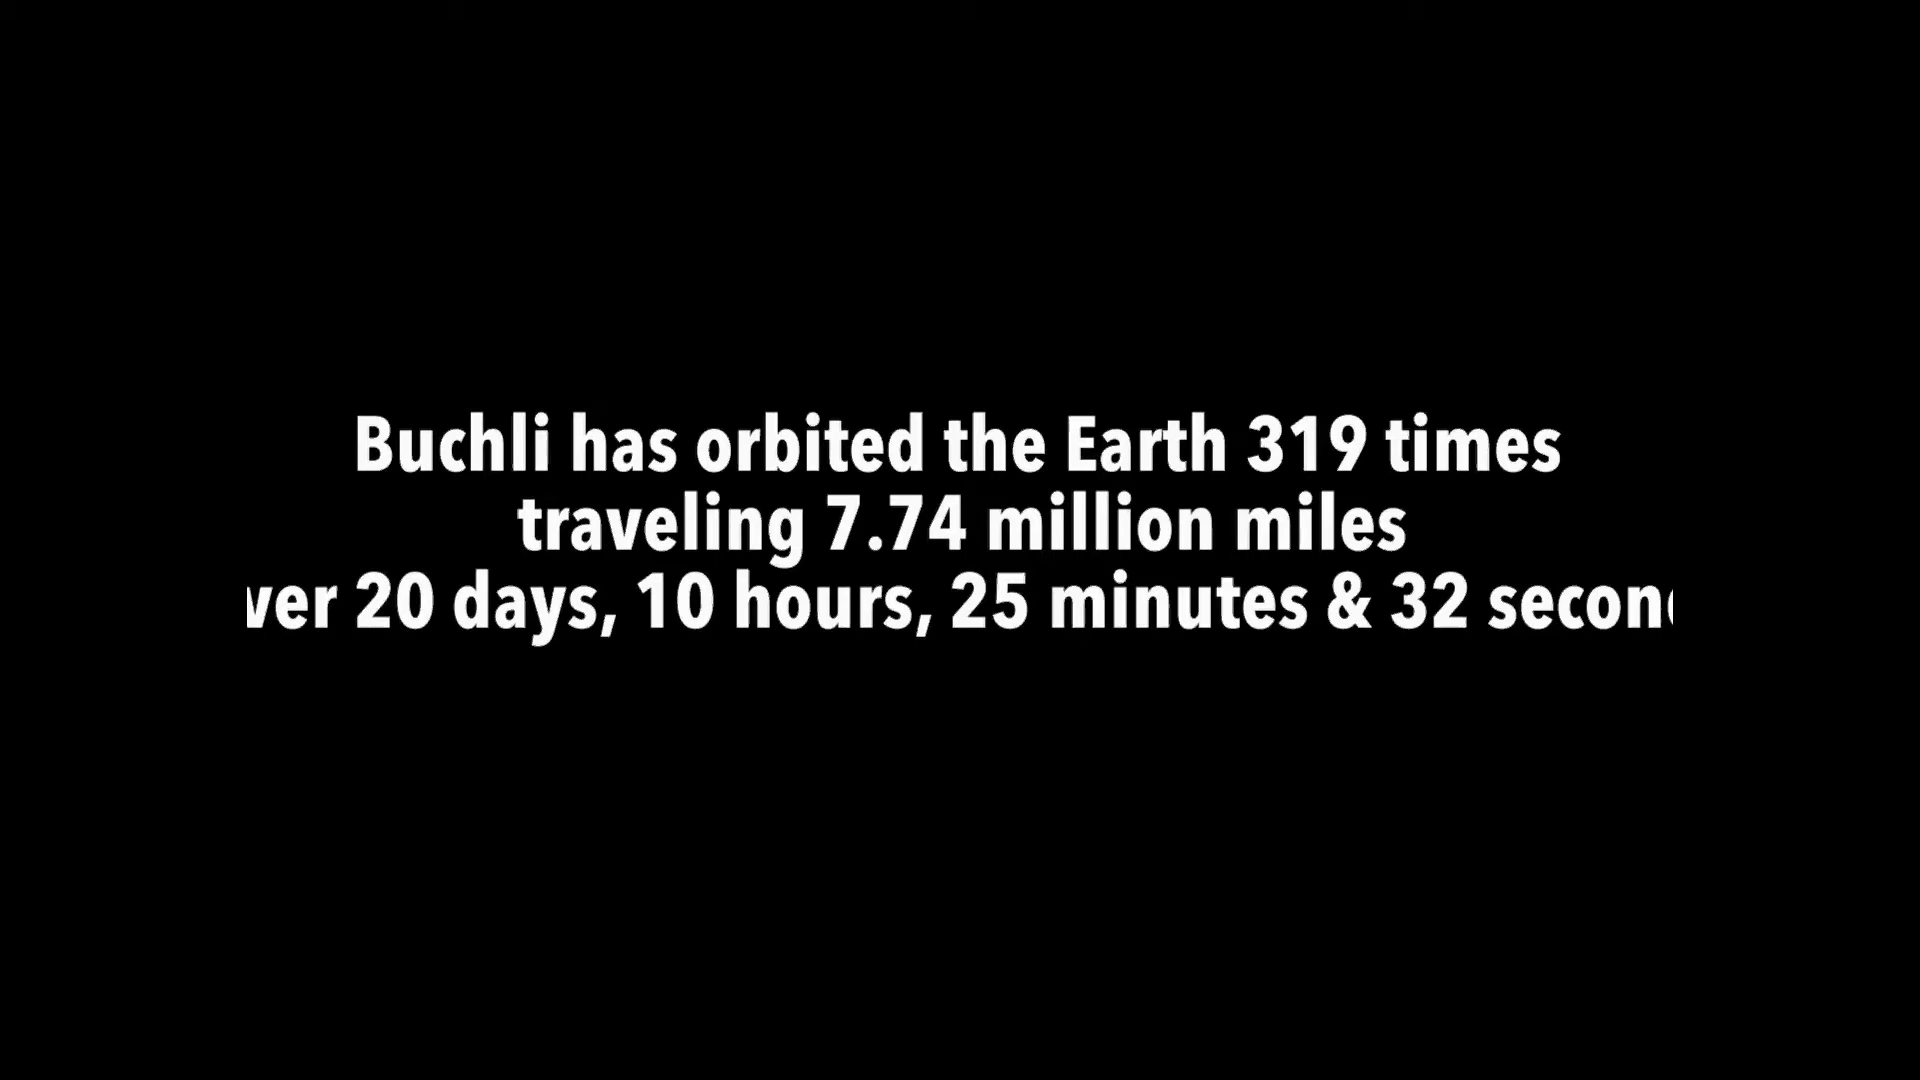 Buchli has orbited the Earth 319 times
traveling 7.74 million miles
ver 20 days, 10 hours, 25 minutes & 32 secon